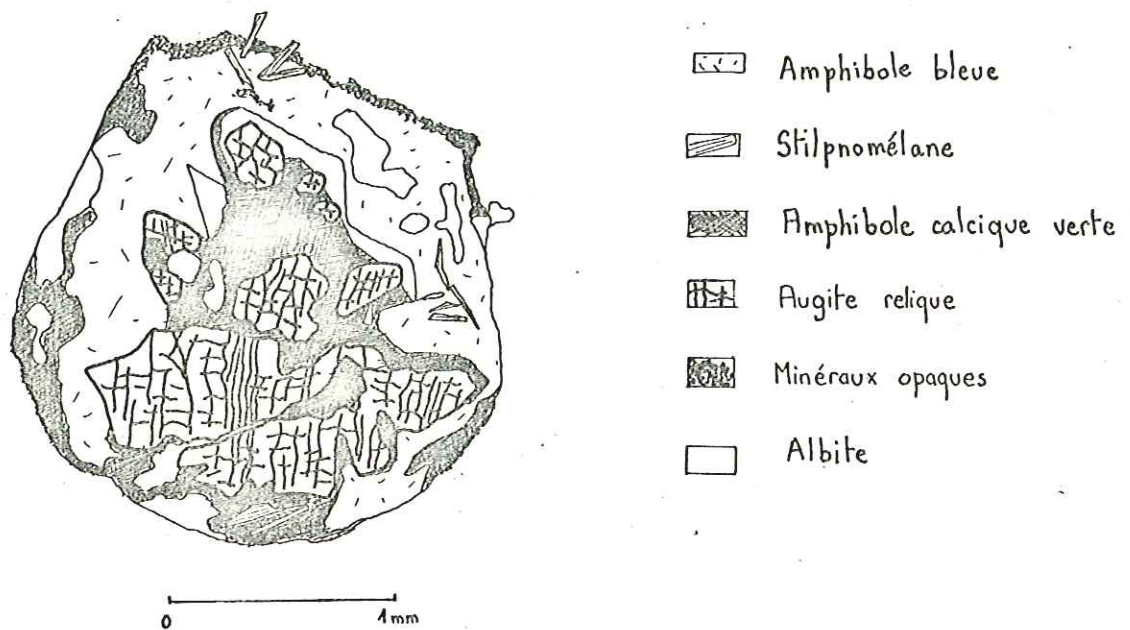 Amphibole bleue
Stilpnomélane
Amphibole calcique verte
Augite relique
Minéraux opaques
Albite
0 1mm